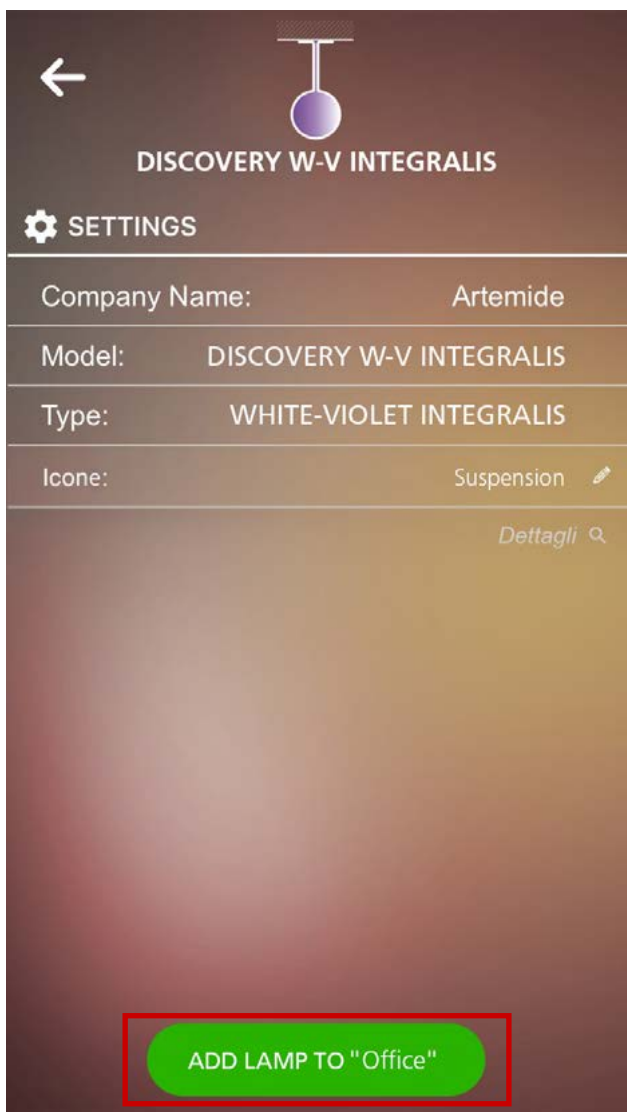 DISCOVERY W-V INTEGRALIS
SETTINGS
Company Name: Artemide
Model: DISCOVERY W-V INTEGRALIS
Type: WHITE-VIOLET INTEGRALIS
Icone: Suspension
Dettagli
ADD LAMP TO "Office"